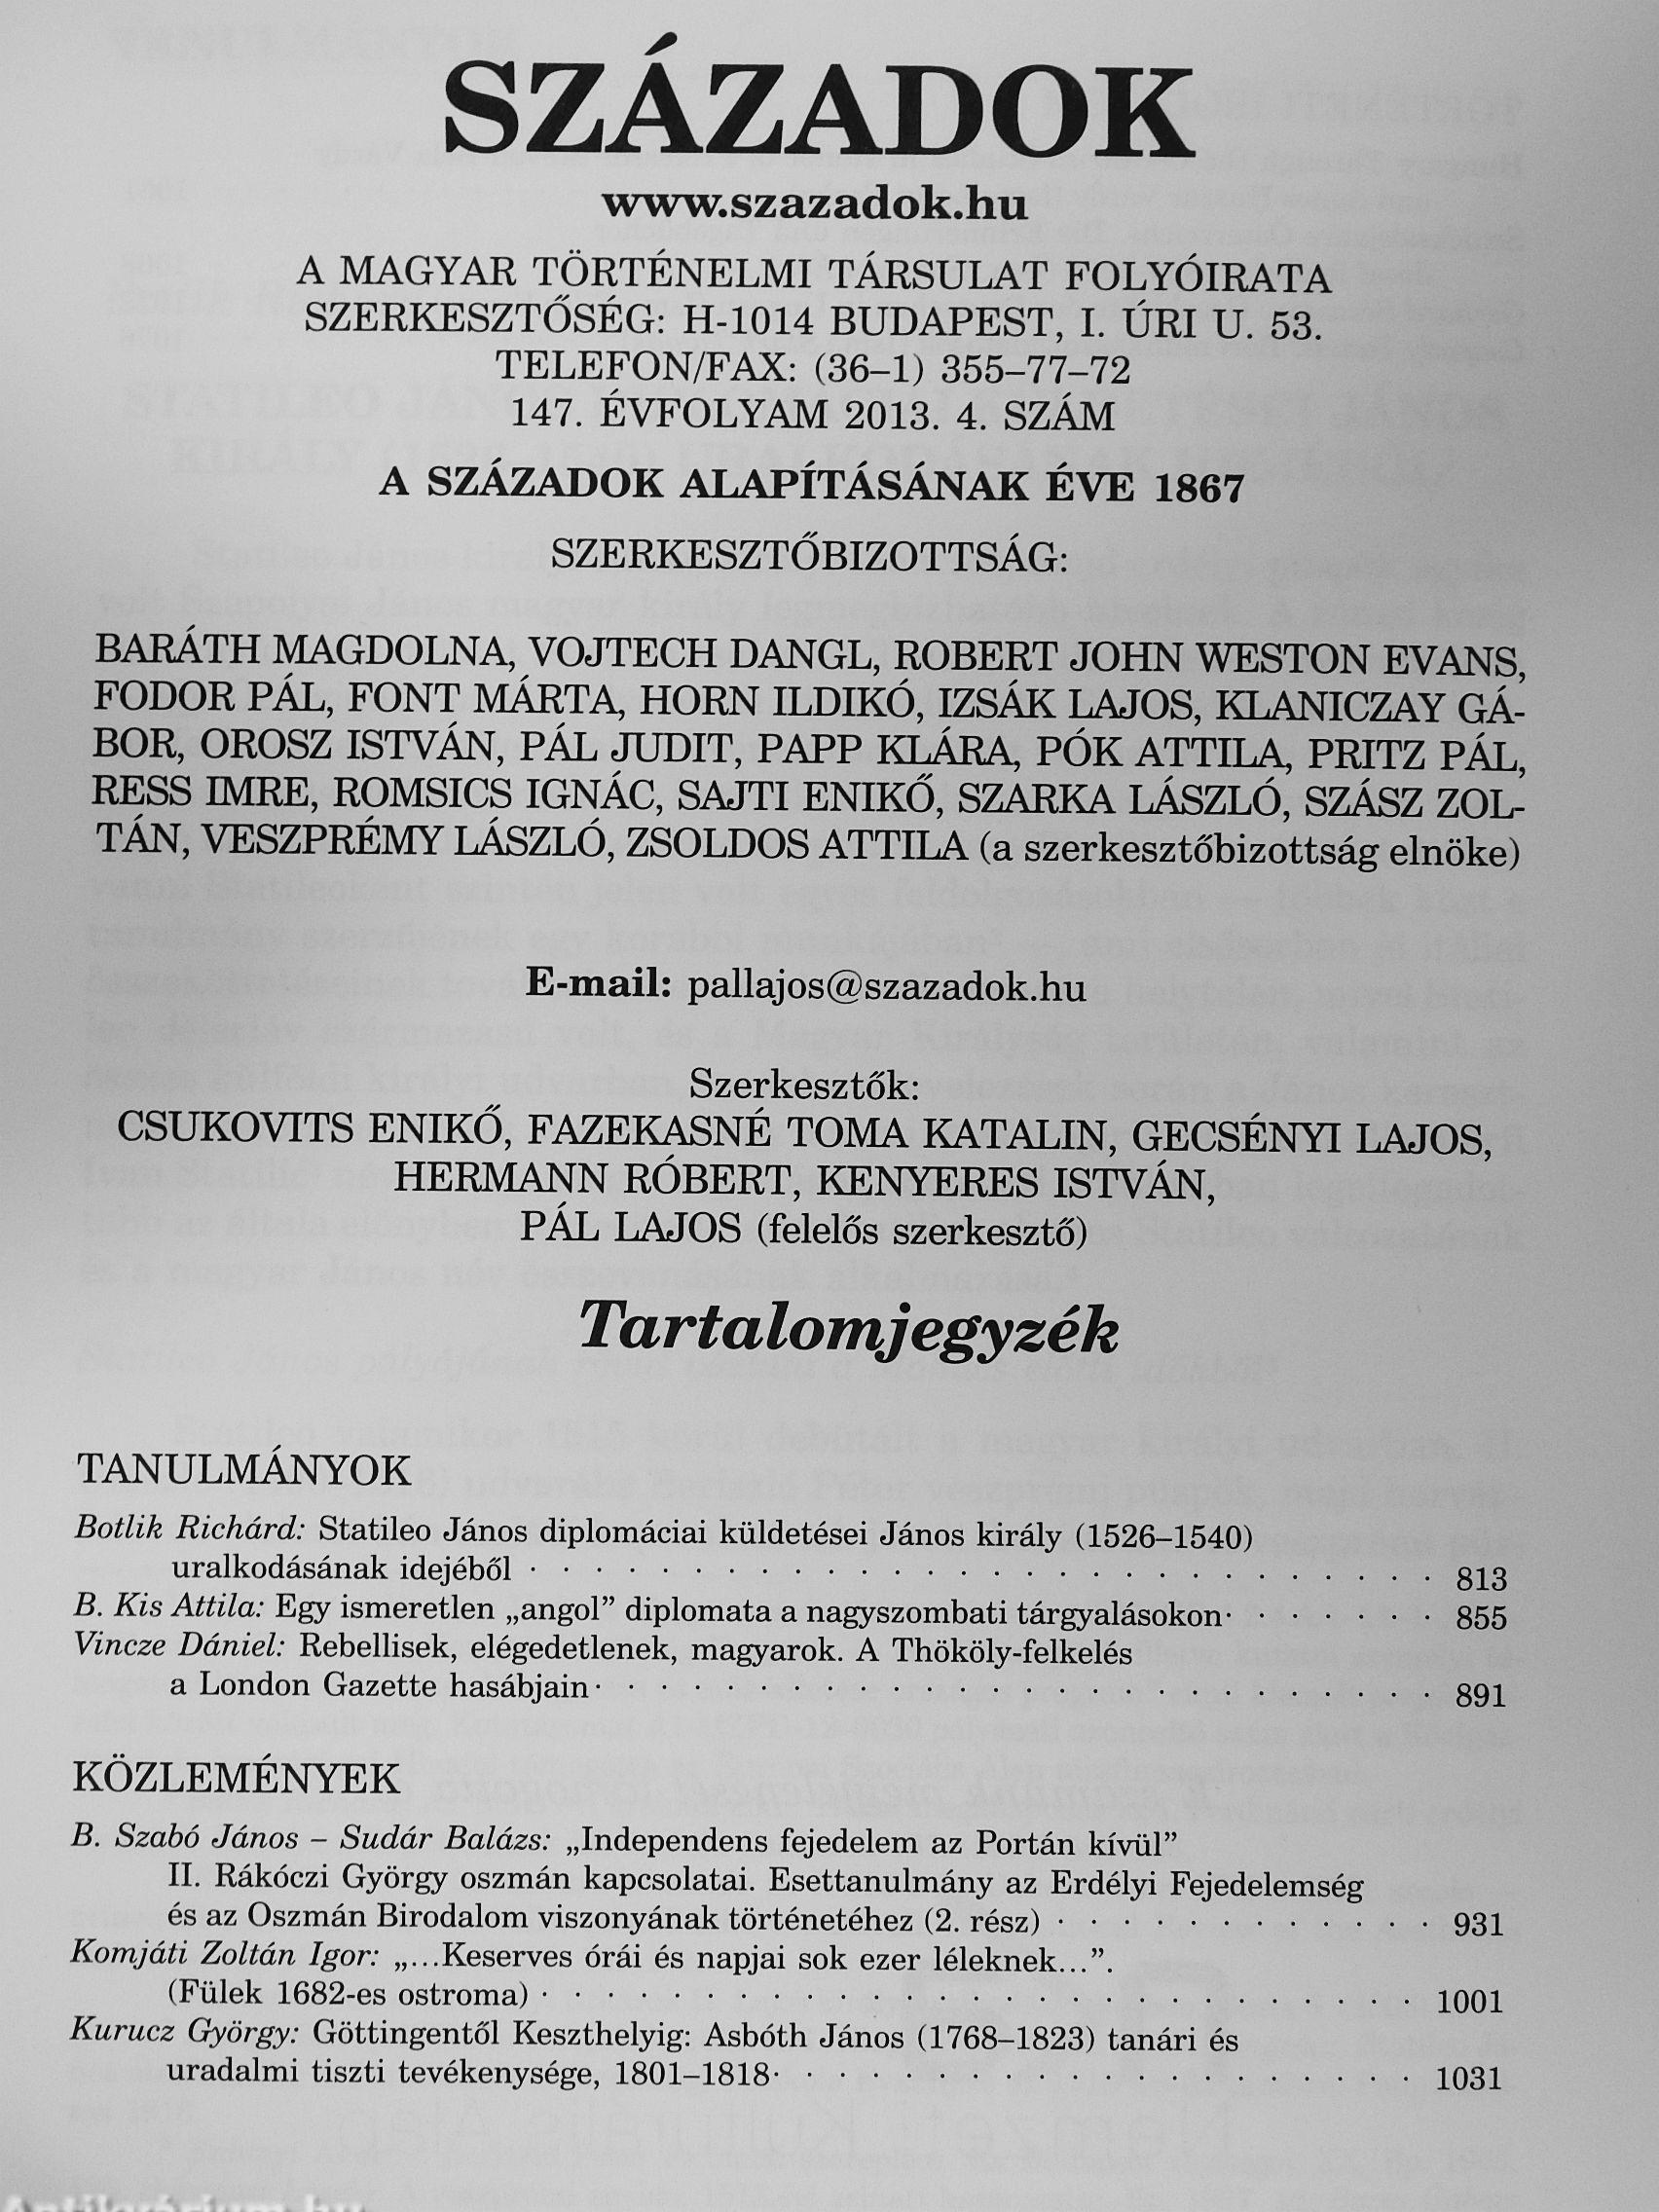 SZÁZADOK
www.szazadok.hu
A MAGYAR TÖRTÉNELMI TÁRSULAT FOLYÓIRATA
SZERKESZTŐSÉG: H-1014 BUDAPEST, I. ÚRI U. 53.
TELEFON/FAX: (36–1) 355–77–72
147. ÉVFOLYAM 2013. 4. SZÁM
A SZÁZADOK ALAPÍTÁSÁNAK ÉVE 1867
SZERKESZTŐBIZOTTSÁG:
BARÁTH MAGDOLNA, VOJTECH DANGL, ROBERT JOHN WESTON EVANS,
FODOR PÁL, FONT MÁRTA, HORN ILDIKÓ, IZSÁK LAJOS, KLANICZAY GÁ-
BOR, OROSZ ISTVÁN, PÁL JUDIT, PAPP KLÁRA, PÓK ATTILA, PRITZ PÁL,
RESS IMRE, ROMSICS IGNÁC, SAJTI ENIKŐ, SZARKA LÁSZLÓ, SZÁSZ ZOL-
TÁN, VESZPRÉMY LÁSZLÓ, ZSOLDOS ATTILA (a szerkesztőbizottság elnöke)
E-mail: pallajos@szazadok.hu
Szerkesztők:
CSUKOVITS ENIKŐ, FAZEKASNÉ TOMA KATALIN, GECSÉNYI LAJOS,
HERMANN RÓBERT, KENYERES ISTVÁN,
PÁL LAJOS (felelős szerkesztő)
Tartalomjegyzék
TANULMÁNYOK
Botlik Richárd: Statileo János diplomáciai küldetései János király (1526–1540)
uralkodásának idejéből · · · · · · · · · · · · · · · · · · · · · · · · · · · · 813
B. Kis Attila: Egy ismeretlen „angol” diplomata a nagyszombati tárgyalásokon · · · · · · · 855
Vincze Dániel: Rebellisek, elégedetlenek, magyarok. A Thököly-felkelés
a London Gazette hasábjain · · · · · · · · · · · · · · · · · · · · · · · · · · 891
KÖZLEMÉNYEK
B. Szabó János – Sudár Balázs: „Independens fejedelem az Portán kívül”
II. Rákóczi György oszmán kapcsolatai. Esettanulmány az Erdélyi Fejedelemség
és az Oszmán Birodalom viszonyának történetéhez (2. rész) · · · · · · · · · · · · 931
Komjáti Zoltán Igor: „…Keserves órái és napjai sok ezer léleknek…”.
(Fülek 1682-es ostroma) · · · · · · · · · · · · · · · · · · · · · · · · · · · 1001
Kurucz György: Göttingentől Keszthelyig: Asbóth János (1768–1823) tanári és
uradalmi tiszti tevékenysége, 1801–1818 · · · · · · · · · · · · · · · · · · · · 1031